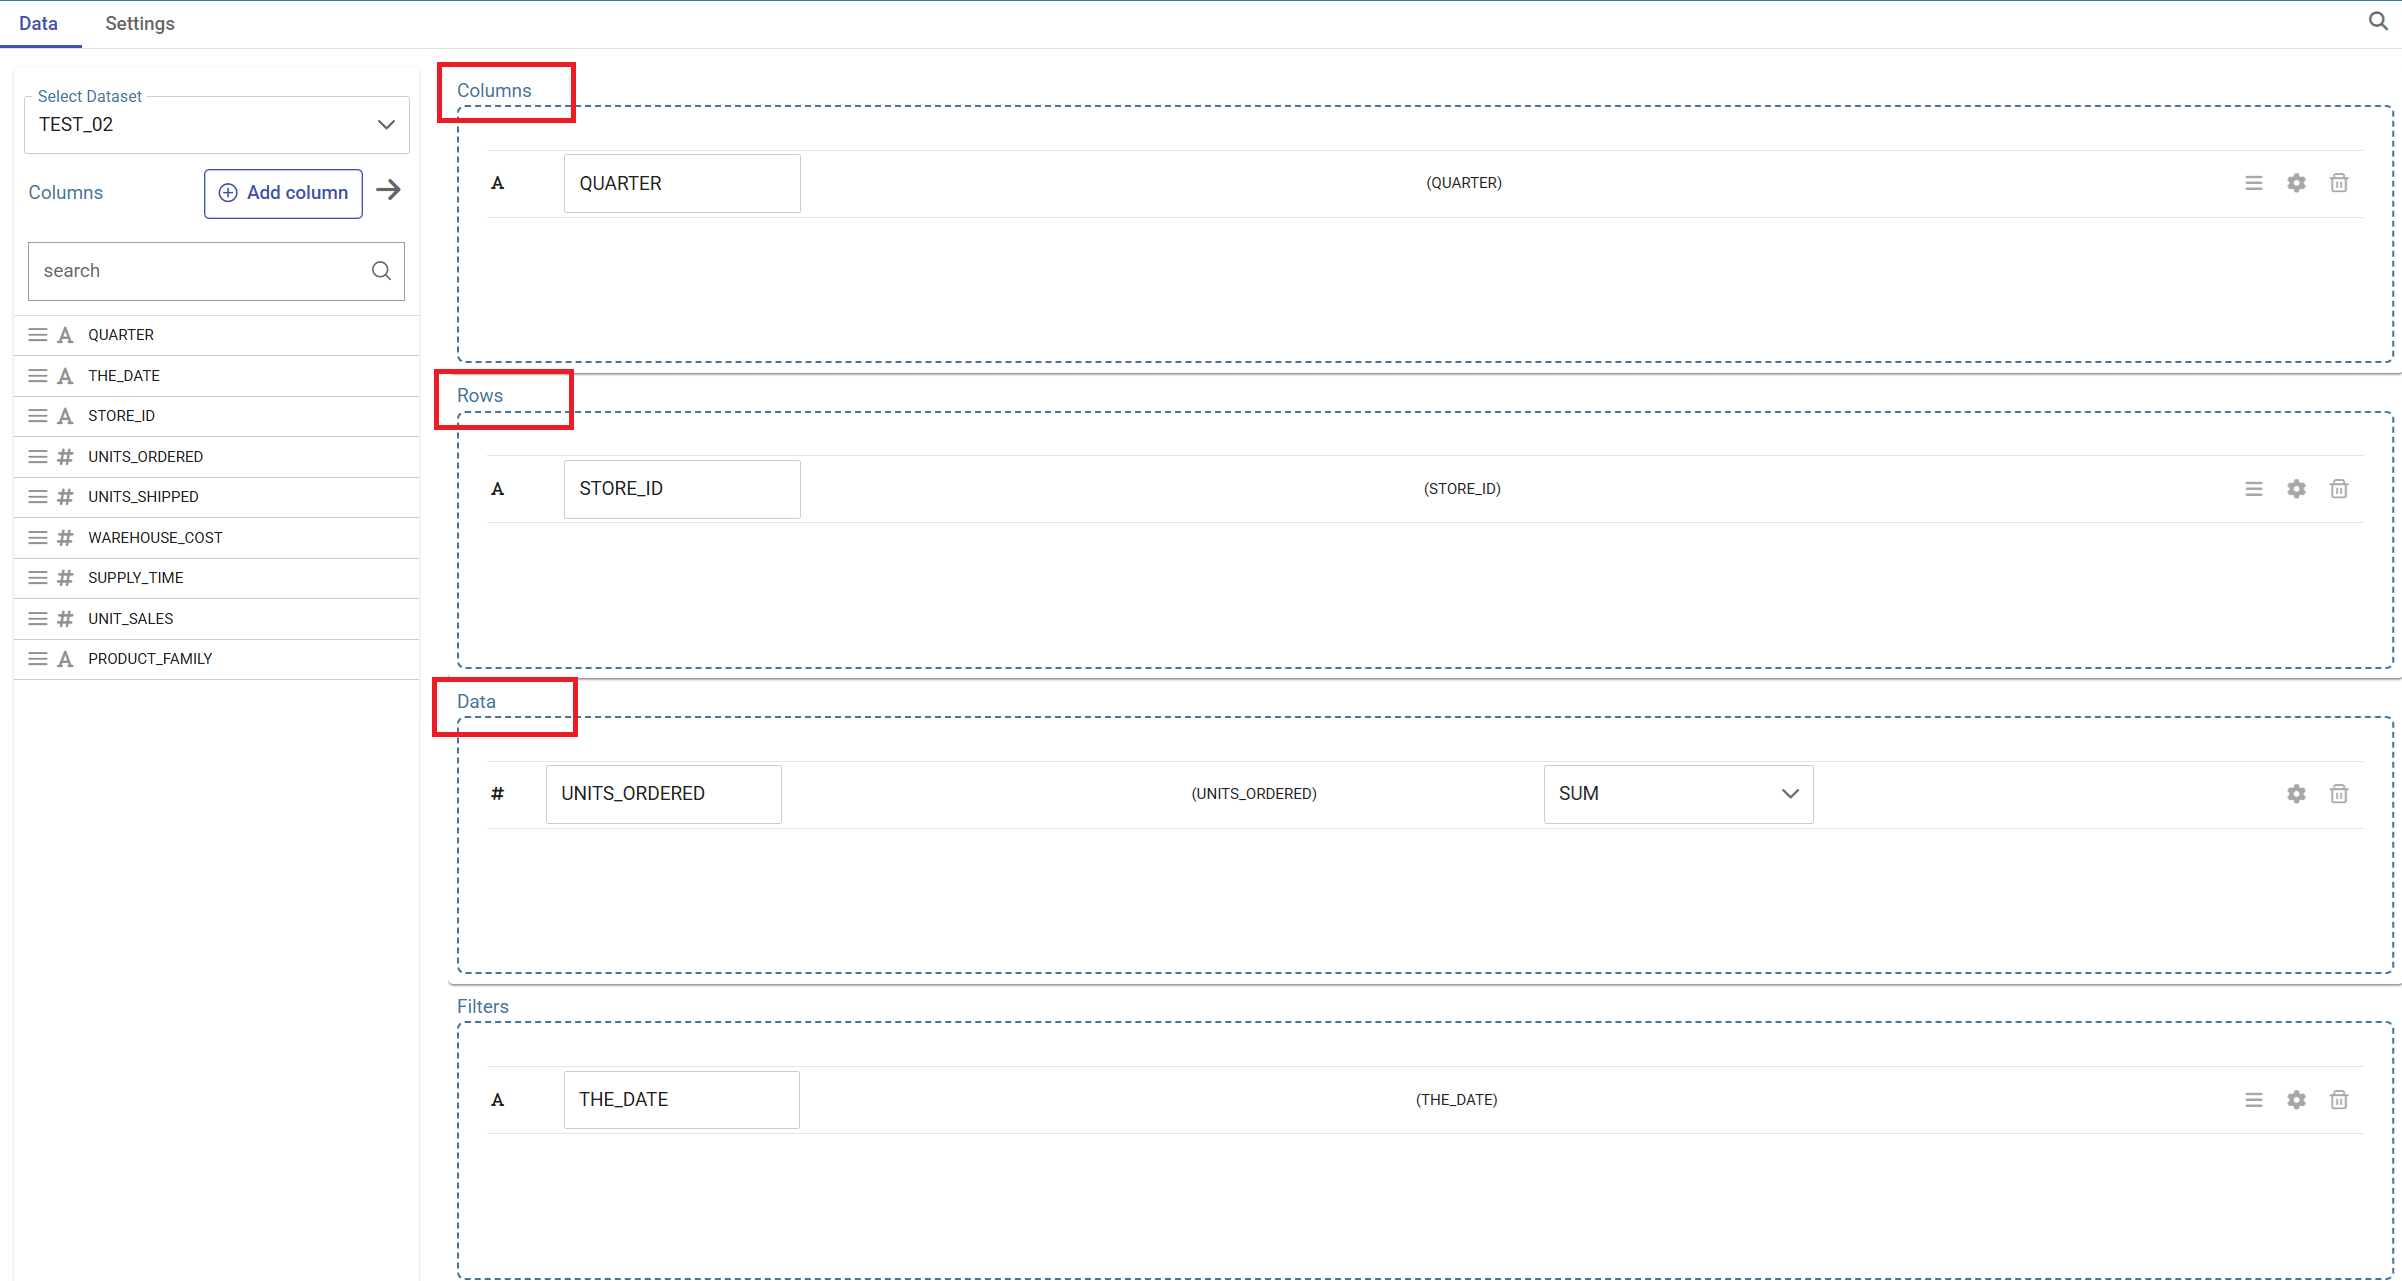 Data Settings
Select Dataset
TEST_02
Columns Add column
search
QUARTER
THE_DATE
STORE_ID
UNITS_ORDERED
UNITS_SHIPPED
WAREHOUSE_COST
SUPPLY_TIME
UNIT_SALES
PRODUCT_FAMILY
Columns
A QUARTER (QUARTER)
Rows
A STORE_ID (STORE_ID)
Data
# UNITS_ORDERED (UNITS_ORDERED) SUM
Filters
A THE_DATE (THE_DATE)